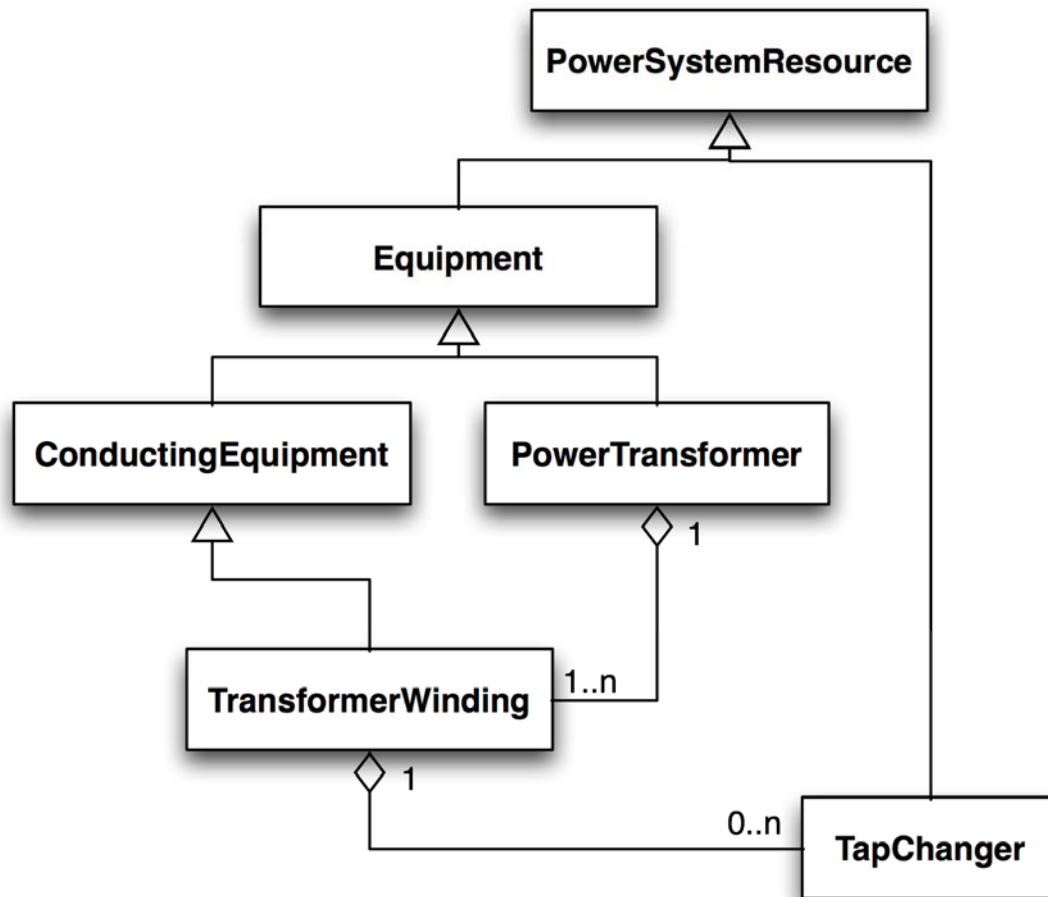 PowerSystemResource
Equipment
ConductingEquipment
PowerTransformer
1
1..n
TransformerWinding
1
0..n
TapChanger